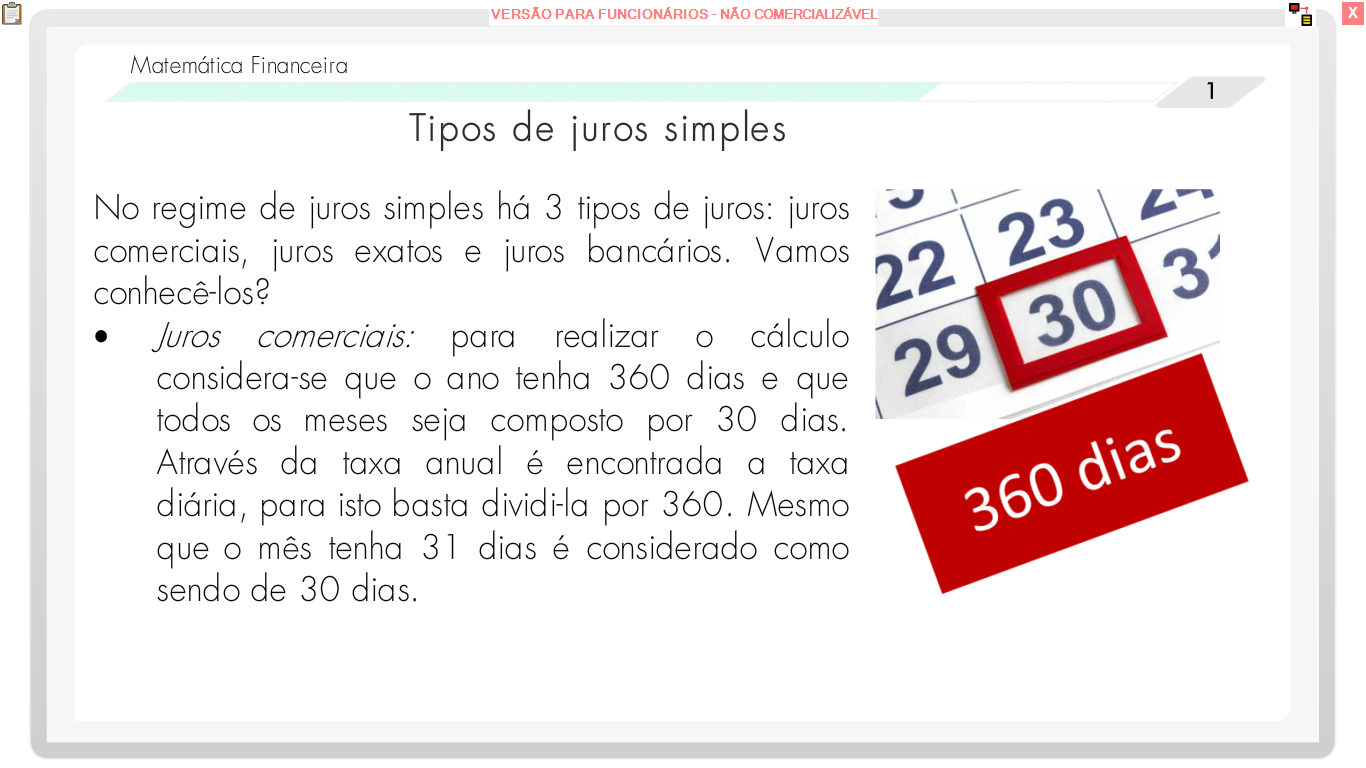 VERSÃO PARA FUNCIONÁRIOS - NÃO COMERCIALIZÁVEL
X
Matemática Financeira
1
Tipos de juros simples
No regime de juros simples há 3 tipos de juros: juros
comerciais, juros exatos e juros bancários. Vamos
conhecê-los?
• Juros comerciais: para realizar o cálculo
considera-se que o ano tenha 360 dias e que
todos os meses seja composto por 30 dias.
Através da taxa anual é encontrada a taxa
diária, para isto basta dividi-la por 360. Mesmo
que o mês tenha 31 dias é considerado como
sendo de 30 dias.
23
24
22
30
31
29
360 dias